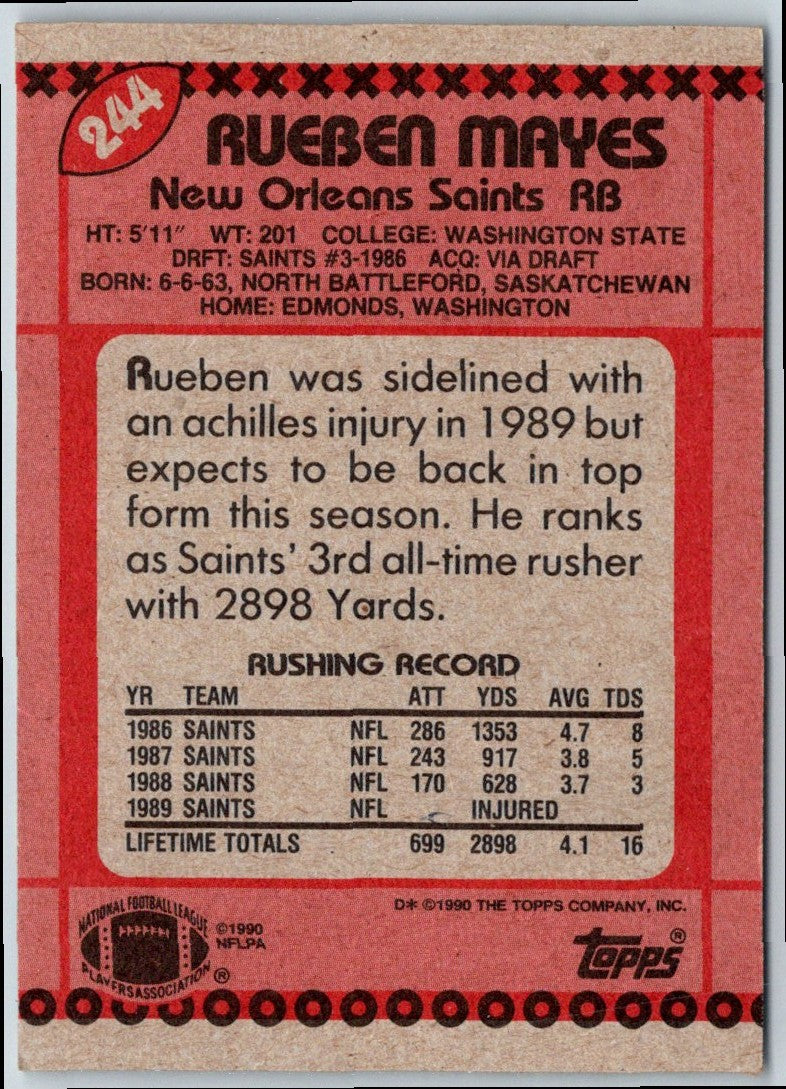 244
RUEBEN MAYES
New Orleans Saints RB
HT: 5'11" WT: 201 COLLEGE: WASHINGTON STATE
DRFT: SAINTS #3-1986 ACQ: VIA DRAFT
BORN: 6-6-63, NORTH BATTLEFORD, SASKATCHEWAN
HOME: EDMONDS, WASHINGTON
Rueben was sidelined with
an achilles injury in 1989 but
expects to be back in top
form this season. He ranks
as Saints' 3rd all-time rusher
with 2898 Yards.
RUSHING RECORD
YR TEAM ATT YDS AVG TDS
1986 SAINTS NFL 286 1353 4.7 8
1987 SAINTS NFL 243 917 3.8 5
1988 SAINTS NFL 170 628 3.7 3
1989 SAINTS NFL INJURED
LIFETIME TOTALS 699 2898 4.1 16
NATIONAL FOOTBALL LEAGUE
PLAYERS ASSOCIATION ®
©1990
NFLPA
D* ©1990 THE TOPPS COMPANY, INC.
topps ®